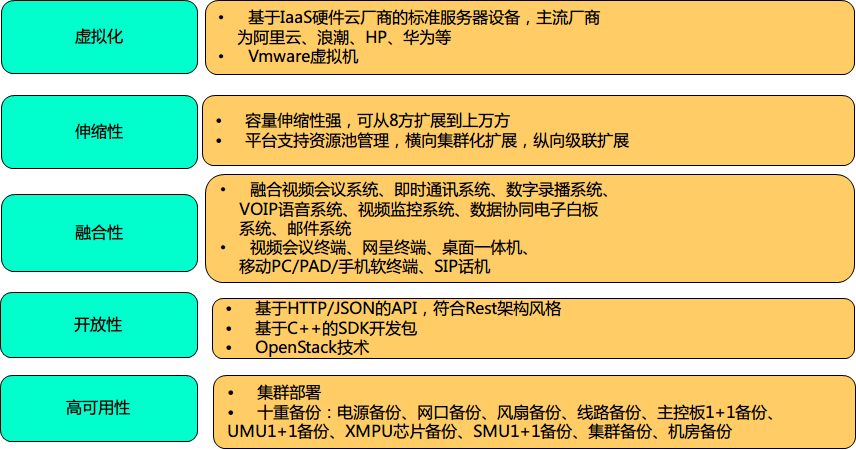 虚拟化
• 基于IaaS硬件云厂商的标准服务器设备，主流厂商
为阿里云、浪潮、HP、华为等
• Vmware虚拟机
伸缩性
• 容量伸缩性强，可从8方扩展到上万方
• 平台支持资源池管理，横向集群化扩展，纵向级联扩展
融合性
• 融合视频会议系统、即时通讯系统、数字录播系统、
VOIP语音系统、视频监控系统、数据协同电子白板
系统、邮件系统
• 视频会议终端、网呈终端、桌面一体机、
移动PC/PAD/手机软终端、SIP话机
开放性
• 基于HTTP/JSON的API，符合Rest架构风格
• 基于C++的SDK开发包
• OpenStack技术
高可用性
• 集群部署
• 十重备份：电源备份、网口备份、风扇备份、线路备份、主控板1+1备份、
UMU1+1备份、XMPU芯片备份、SMU1+1备份、集群备份、机房备份